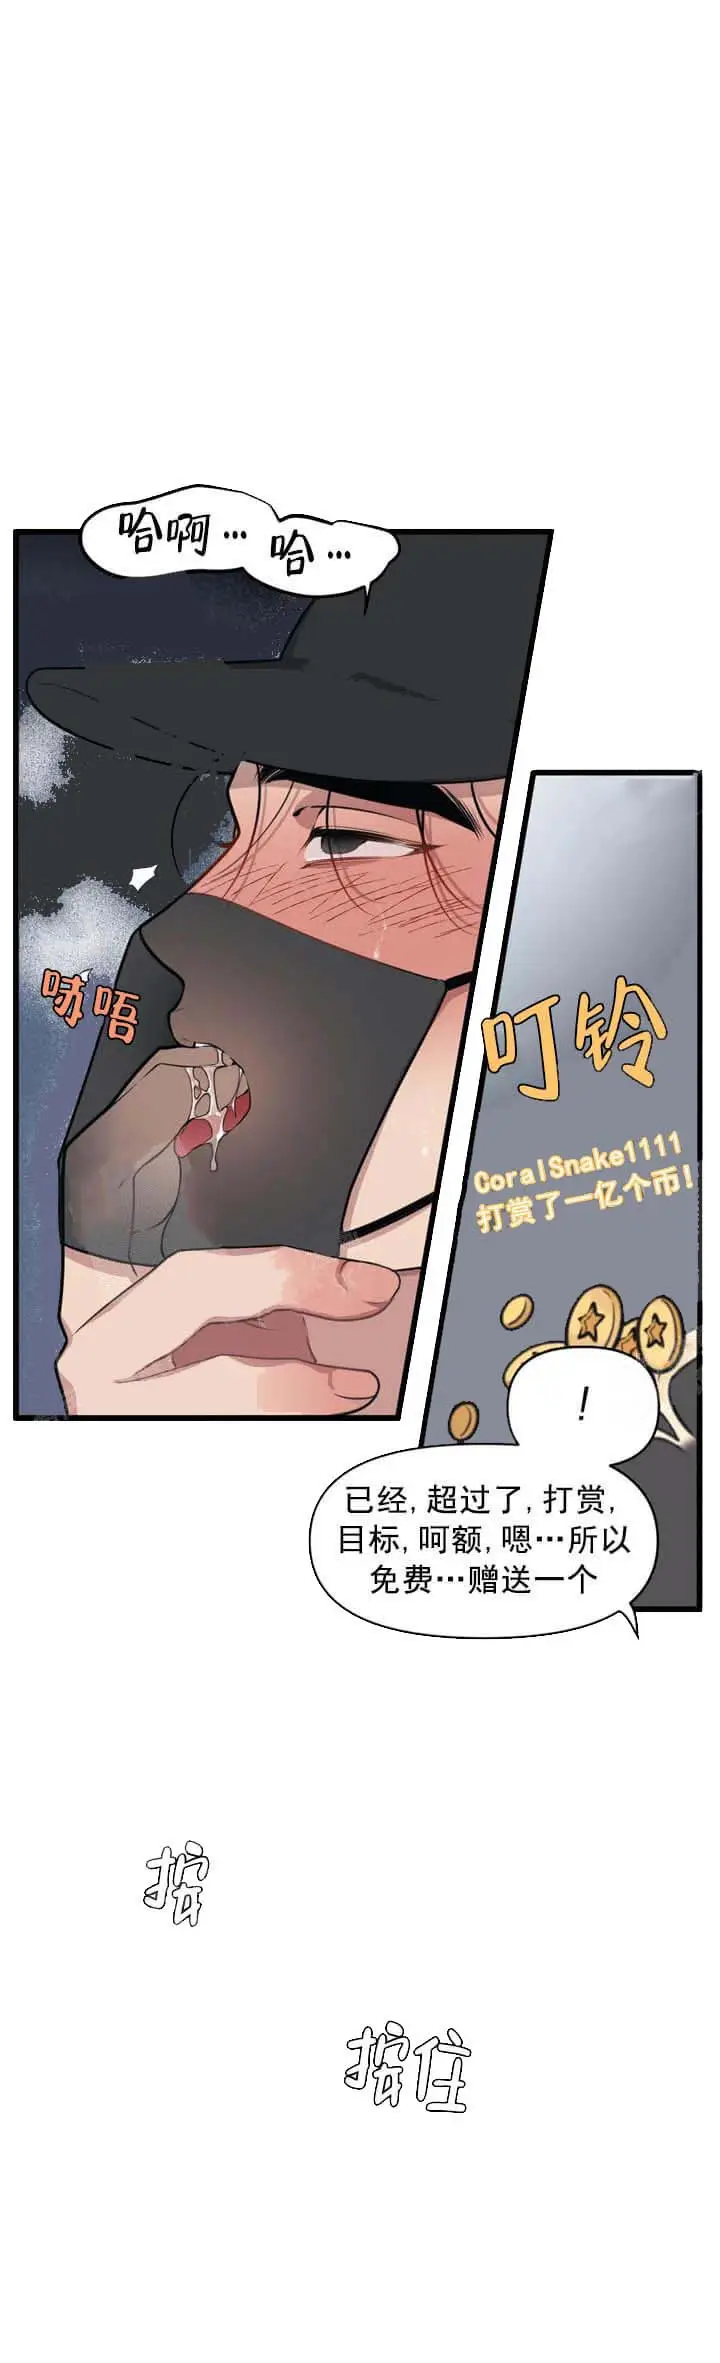 哈啊…
哈…
哧唔
叮铃
CoralSnake1111
打赏了一亿个币!
!
已经,超过了,打赏,
目标,呵额,嗯…所以
免费…赠送一个
按
按住